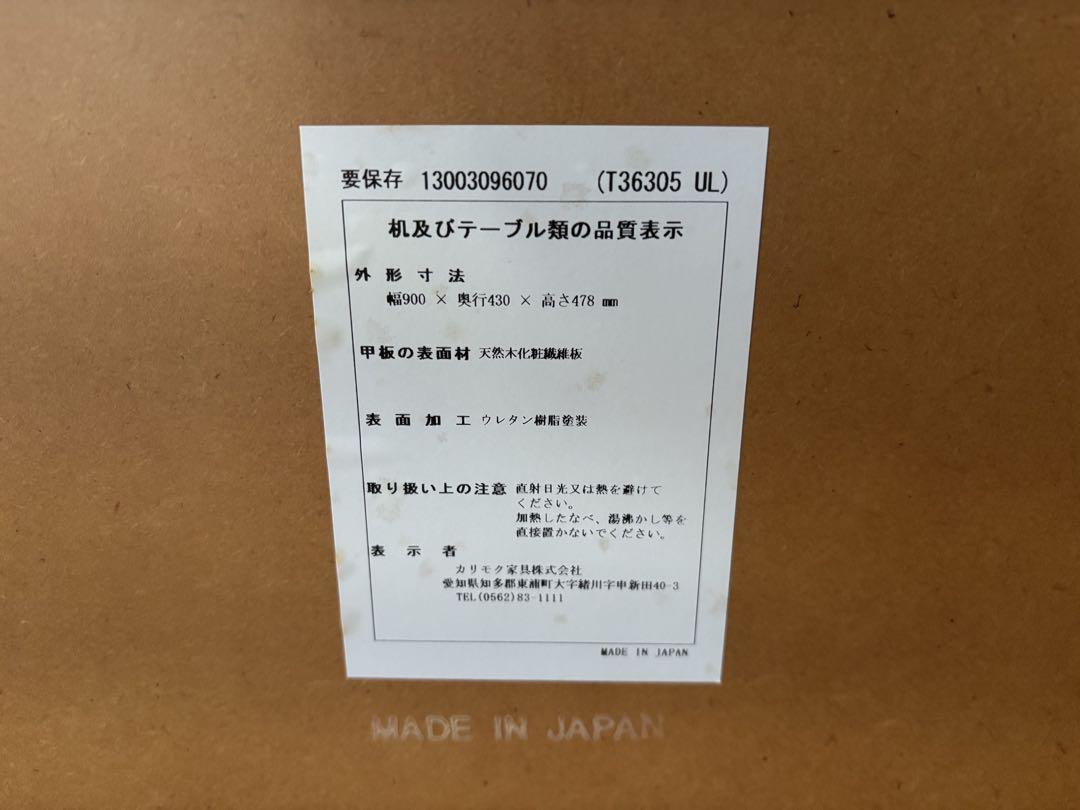 要保存 13003096070 (T36305 UL)
机及びテーブル類の品質表示
外形寸法
幅900 × 奥行430 × 高さ478 mm
甲板の表面材 天然木化粧繊維板
表面加工 ウレタン樹脂塗装
取り扱い上の注意 直射日光又は熱を避けて
ください。
加熱したなべ、湯沸かし等を
直接置かないでください。
表示者
カリモク家具株式会社
愛知県知多郡東浦町大字緒川字申新田40-3
TEL(0562)83-1111
MADE IN JAPAN
MADE IN JAPAN